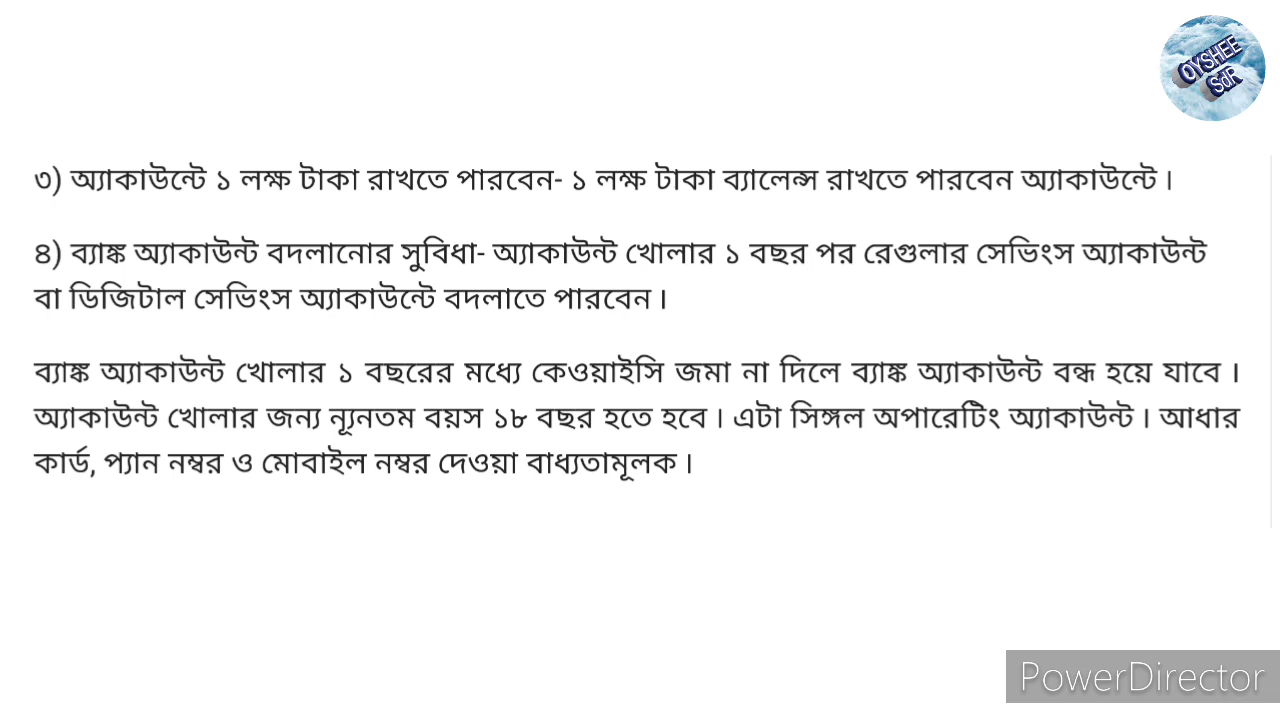 OYSHEE
SdR
৩) অ্যাকাউন্টে ১ লক্ষ টাকা রাখতে পারবেন- ১ লক্ষ টাকা ব্যালেন্স রাখতে পারবেন অ্যাকাউন্টে।
৪) ব্যাঙ্ক অ্যাকাউন্ট বদলানোর সুবিধা- অ্যাকাউন্ট খোলার ১ বছর পর রেগুলার সেভিংস অ্যাকাউন্ট
বা ডিজিটাল সেভিংস অ্যাকাউন্টে বদলাতে পারবেন।
ব্যাঙ্ক অ্যাকাউন্ট খোলার ১ বছরের মধ্যে কেওয়াইসি জমা না দিলে ব্যাঙ্ক অ্যাকাউন্ট বন্ধ হয়ে যাবে।
অ্যাকাউন্ট খোলার জন্য ন্যূনতম বয়স ১৮ বছর হতে হবে। এটা সিঙ্গল অপারেটিং অ্যাকাউন্ট। আধার
কার্ড, প্যান নম্বর ও মোবাইল নম্বর দেওয়া বাধ্যতামূলক।
PowerDirector